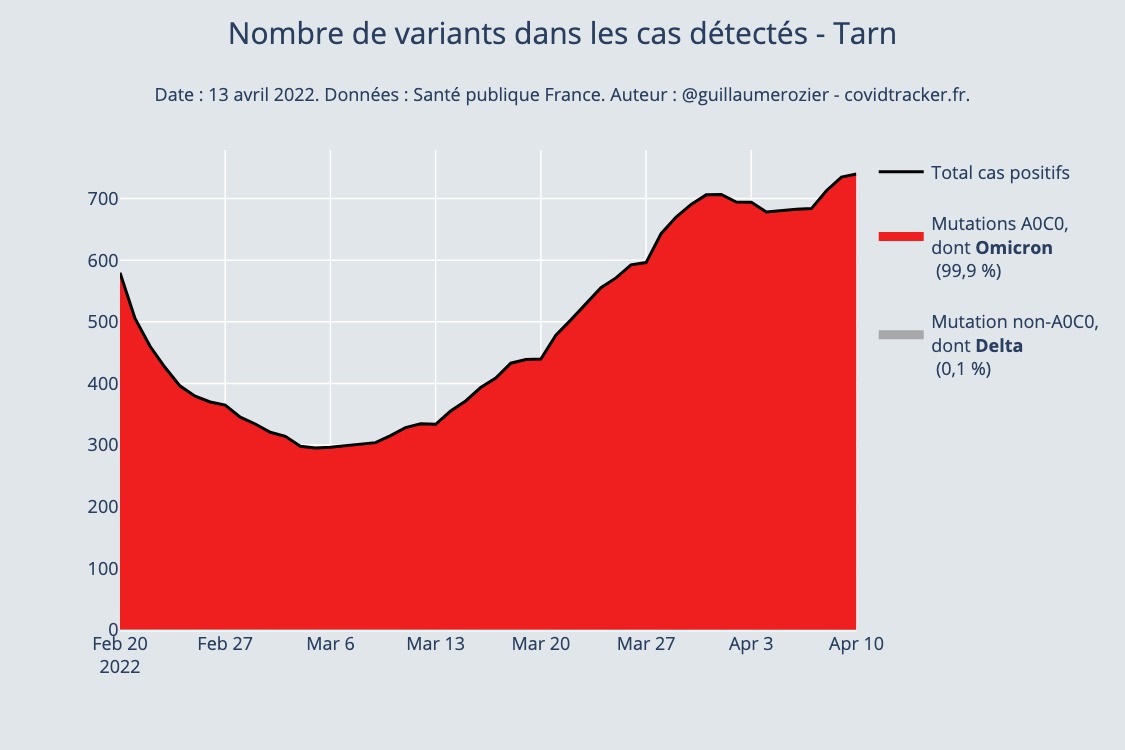 Nombre de variants dans les cas détectés - Tarn
Date : 13 avril 2022. Données : Santé publique France. Auteur : @guillaumerozier - covidtracker.fr.
Total cas positifs
Mutations A0C0,
dont Omicron
(99,9 %)
Mutation non-A0C0,
dont Delta
(0,1 %)
700
600
500
400
300
200
100
0
Feb 20 Feb 27 Mar 6 Mar 13 Mar 20 Mar 27 Apr 3 Apr 10
2022